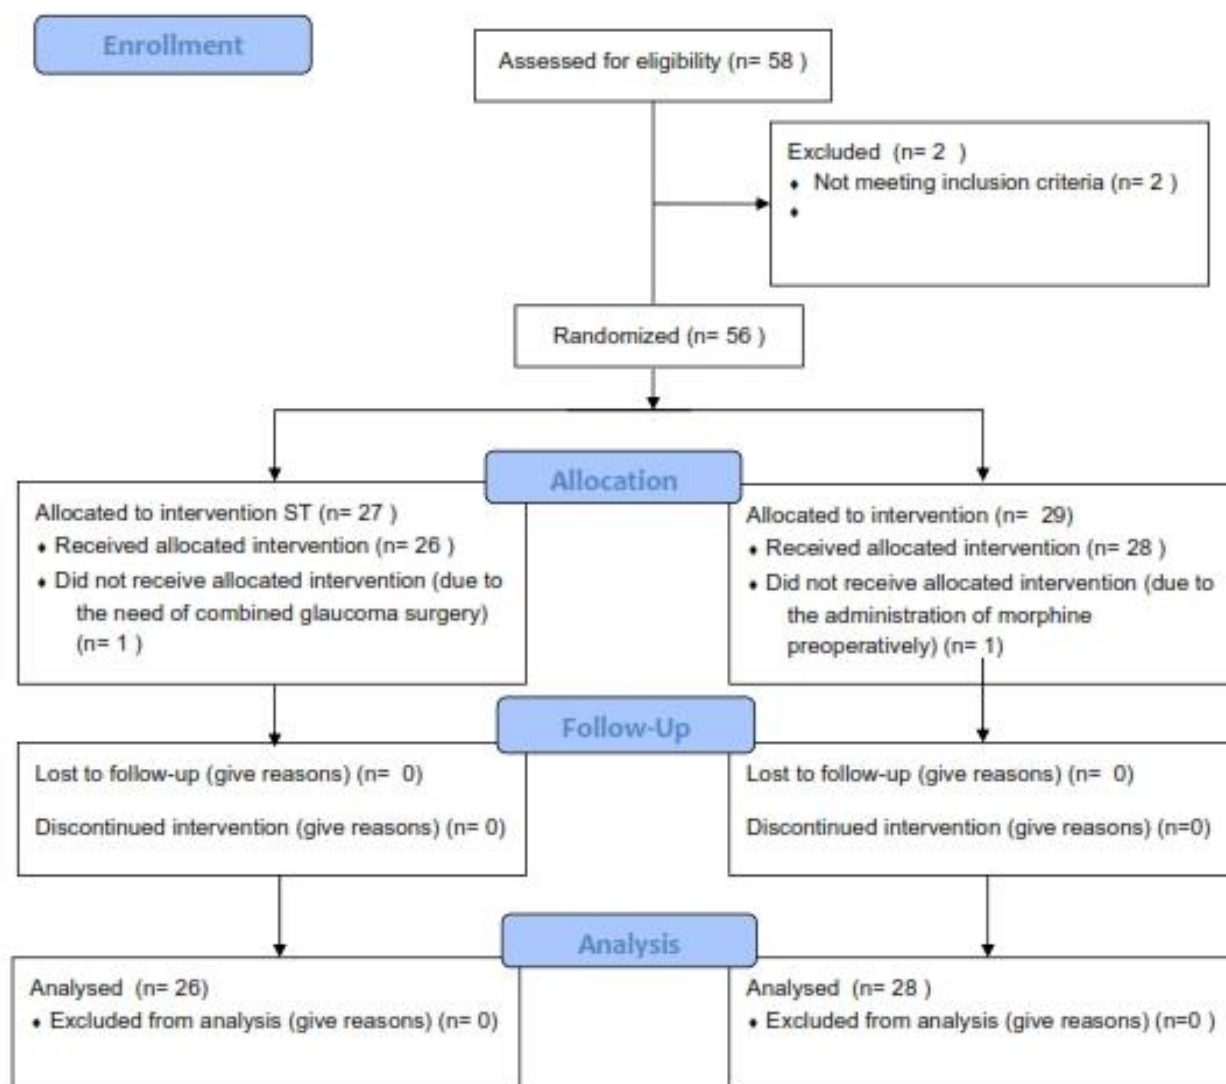 Enrollment
Assessed for eligibility (n= 58 )
Excluded (n= 2 )
♦ Not meeting inclusion criteria (n= 2 )
♦
Randomized (n= 56 )
Allocation
Allocated to intervention ST (n= 27 )
♦ Received allocated intervention (n= 26 )
♦ Did not receive allocated intervention (due to
the need of combined glaucoma surgery)
(n= 1 )
Allocated to intervention (n= 29)
♦ Received allocated intervention (n= 28 )
♦ Did not receive allocated intervention (due to
the administration of morphine
preoperatively) (n= 1)
Follow-Up
Lost to follow-up (give reasons) (n= 0)
Discontinued intervention (give reasons) (n= 0)
Lost to follow-up (give reasons) (n= 0)
Discontinued intervention (give reasons) (n=0)
Analysis
Analysed (n= 26)
♦ Excluded from analysis (give reasons) (n= 0)
Analysed (n= 28 )
♦ Excluded from analysis (give reasons) (n=0 )